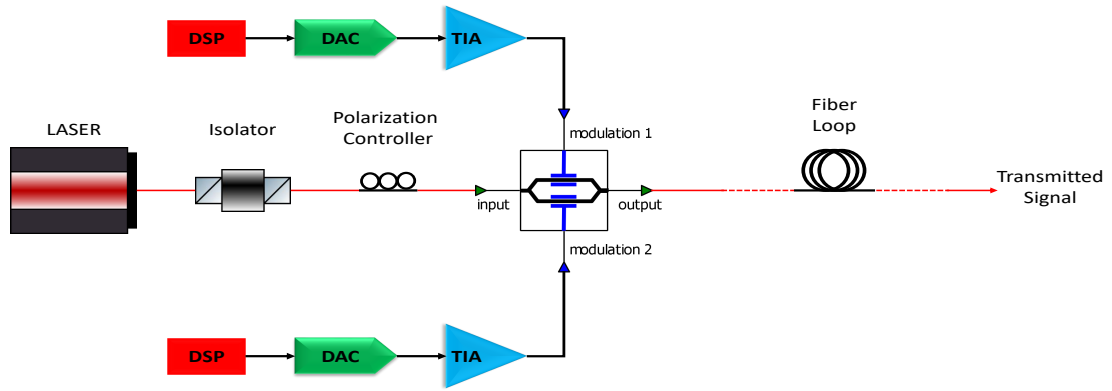 DSP
DAC
TIA
LASER
Isolator
Polarization
Controller
modulation 1
Fiber
Loop
input
output
Transmitted
Signal
modulation 2
DSP
DAC
TIA